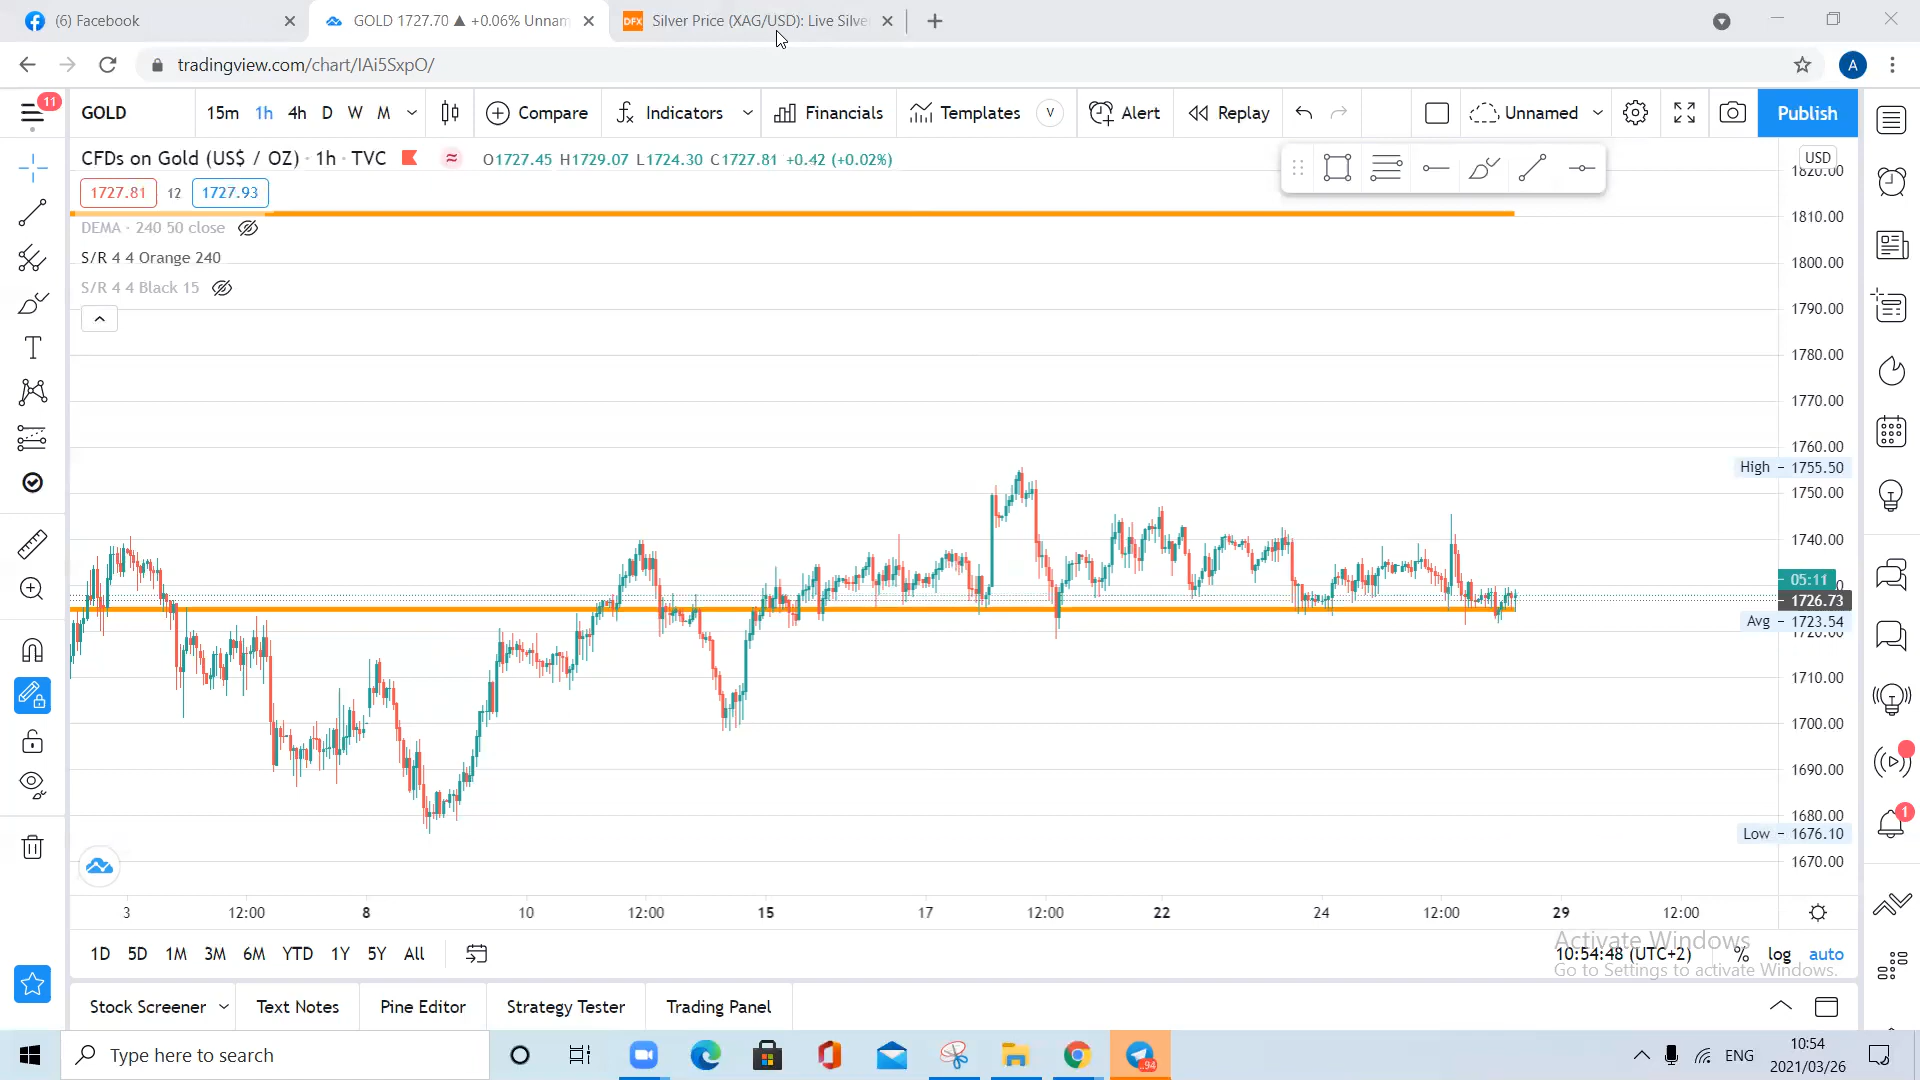 (6) Facebook
GOLD 1727.70 ▲ +0.06% Unnam
DFX Silver Price (XAG/USD): Live Silve
tradingview.com/chart/IAi5SxpO/
A
11
GOLD
15m 1h 4h D W M
Compare
Indicators
Financials
Templates
V
Alert
Replay
Unnamed
Publish
CFDs on Gold (US$ / OZ) · 1h · TVC
O1727.45 H1729.07 L1724.30 C1727.81 +0.42 (+0.02%)
1727.81 12 1727.93
DEMA · 240 50 close
S/R 4 4 Orange 240
S/R 4 4 Black 15
USD
1820.00
1810.00
1800.00
1790.00
1780.00
1770.00
1760.00
High - 1755.50
1750.00
1740.00
05:11
1726.73
Avg - 1723.54
1720.00
1710.00
1700.00
1690.00
1680.00
Low - 1676.10
1670.00
1
3 12:00 8 10 12:00 15 17 12:00 22 24 12:00 29 12:00
1D 5D 1M 3M 6M YTD 1Y 5Y All
10:54:48 (UTC+2) % log auto
Activate Windows
Go to Settings to activate Windows.
Stock Screener Text Notes Pine Editor Strategy Tester Trading Panel
Type here to search
94
ENG
10:54
2021/03/26